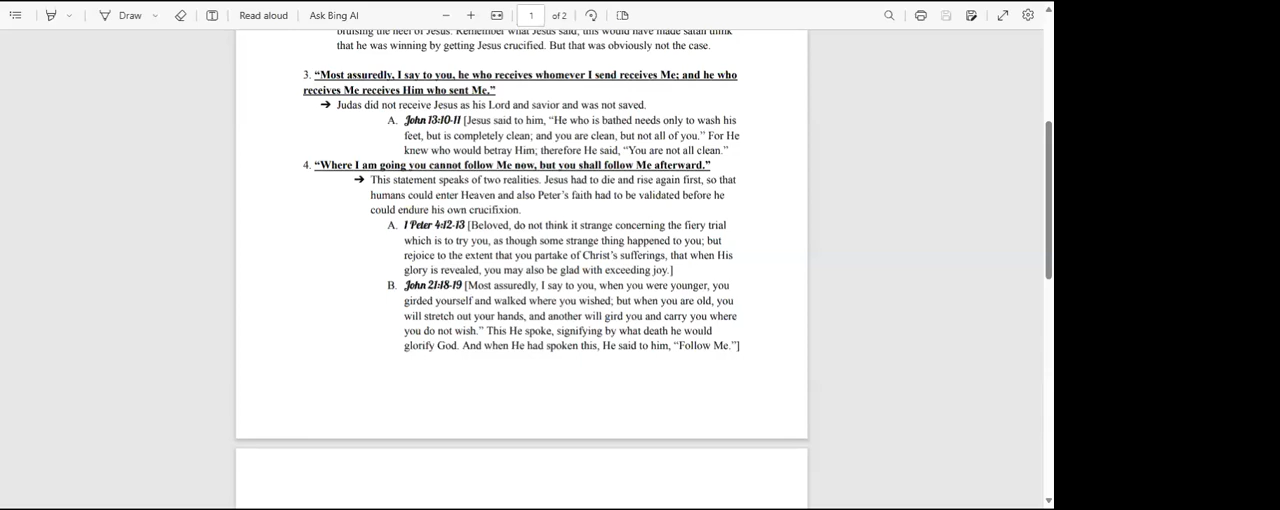 Draw
Read aloud
Ask Bing AI
1 of 2
bruising the heel of Jesus. Remember what Jesus said, this would have made satan think
that he was winning by getting Jesus crucified. But that was obviously not the case.
3. “Most assuredly, I say to you, he who receives whomever I send receives Me; and he who
receives Me receives Him who sent Me.”
➔ Judas did not receive Jesus as his Lord and savior and was not saved.
A. John 13:10-11 [Jesus said to him, “He who is bathed needs only to wash his
feet, but is completely clean; and you are clean, but not all of you.” For He
knew who would betray Him; therefore He said, “You are not all clean.”
4. “Where I am going you cannot follow Me now, but you shall follow Me afterward.”
➔ This statement speaks of two realities. Jesus had to die and rise again first, so that
humans could enter Heaven and also Peter’s faith had to be validated before he
could endure his own crucifixion.
A. 1 Peter 4:12-13 [Beloved, do not think it strange concerning the fiery trial
which is to try you, as though some strange thing happened to you; but
rejoice to the extent that you partake of Christ’s sufferings, that when His
glory is revealed, you may also be glad with exceeding joy.]
B. John 21:18-19 [Most assuredly, I say to you, when you were younger, you
girded yourself and walked where you wished; but when you are old, you
will stretch out your hands, and another will gird you and carry you where
you do not wish.” This He spoke, signifying by what death he would
glorify God. And when He had spoken this, He said to him, “Follow Me.”]